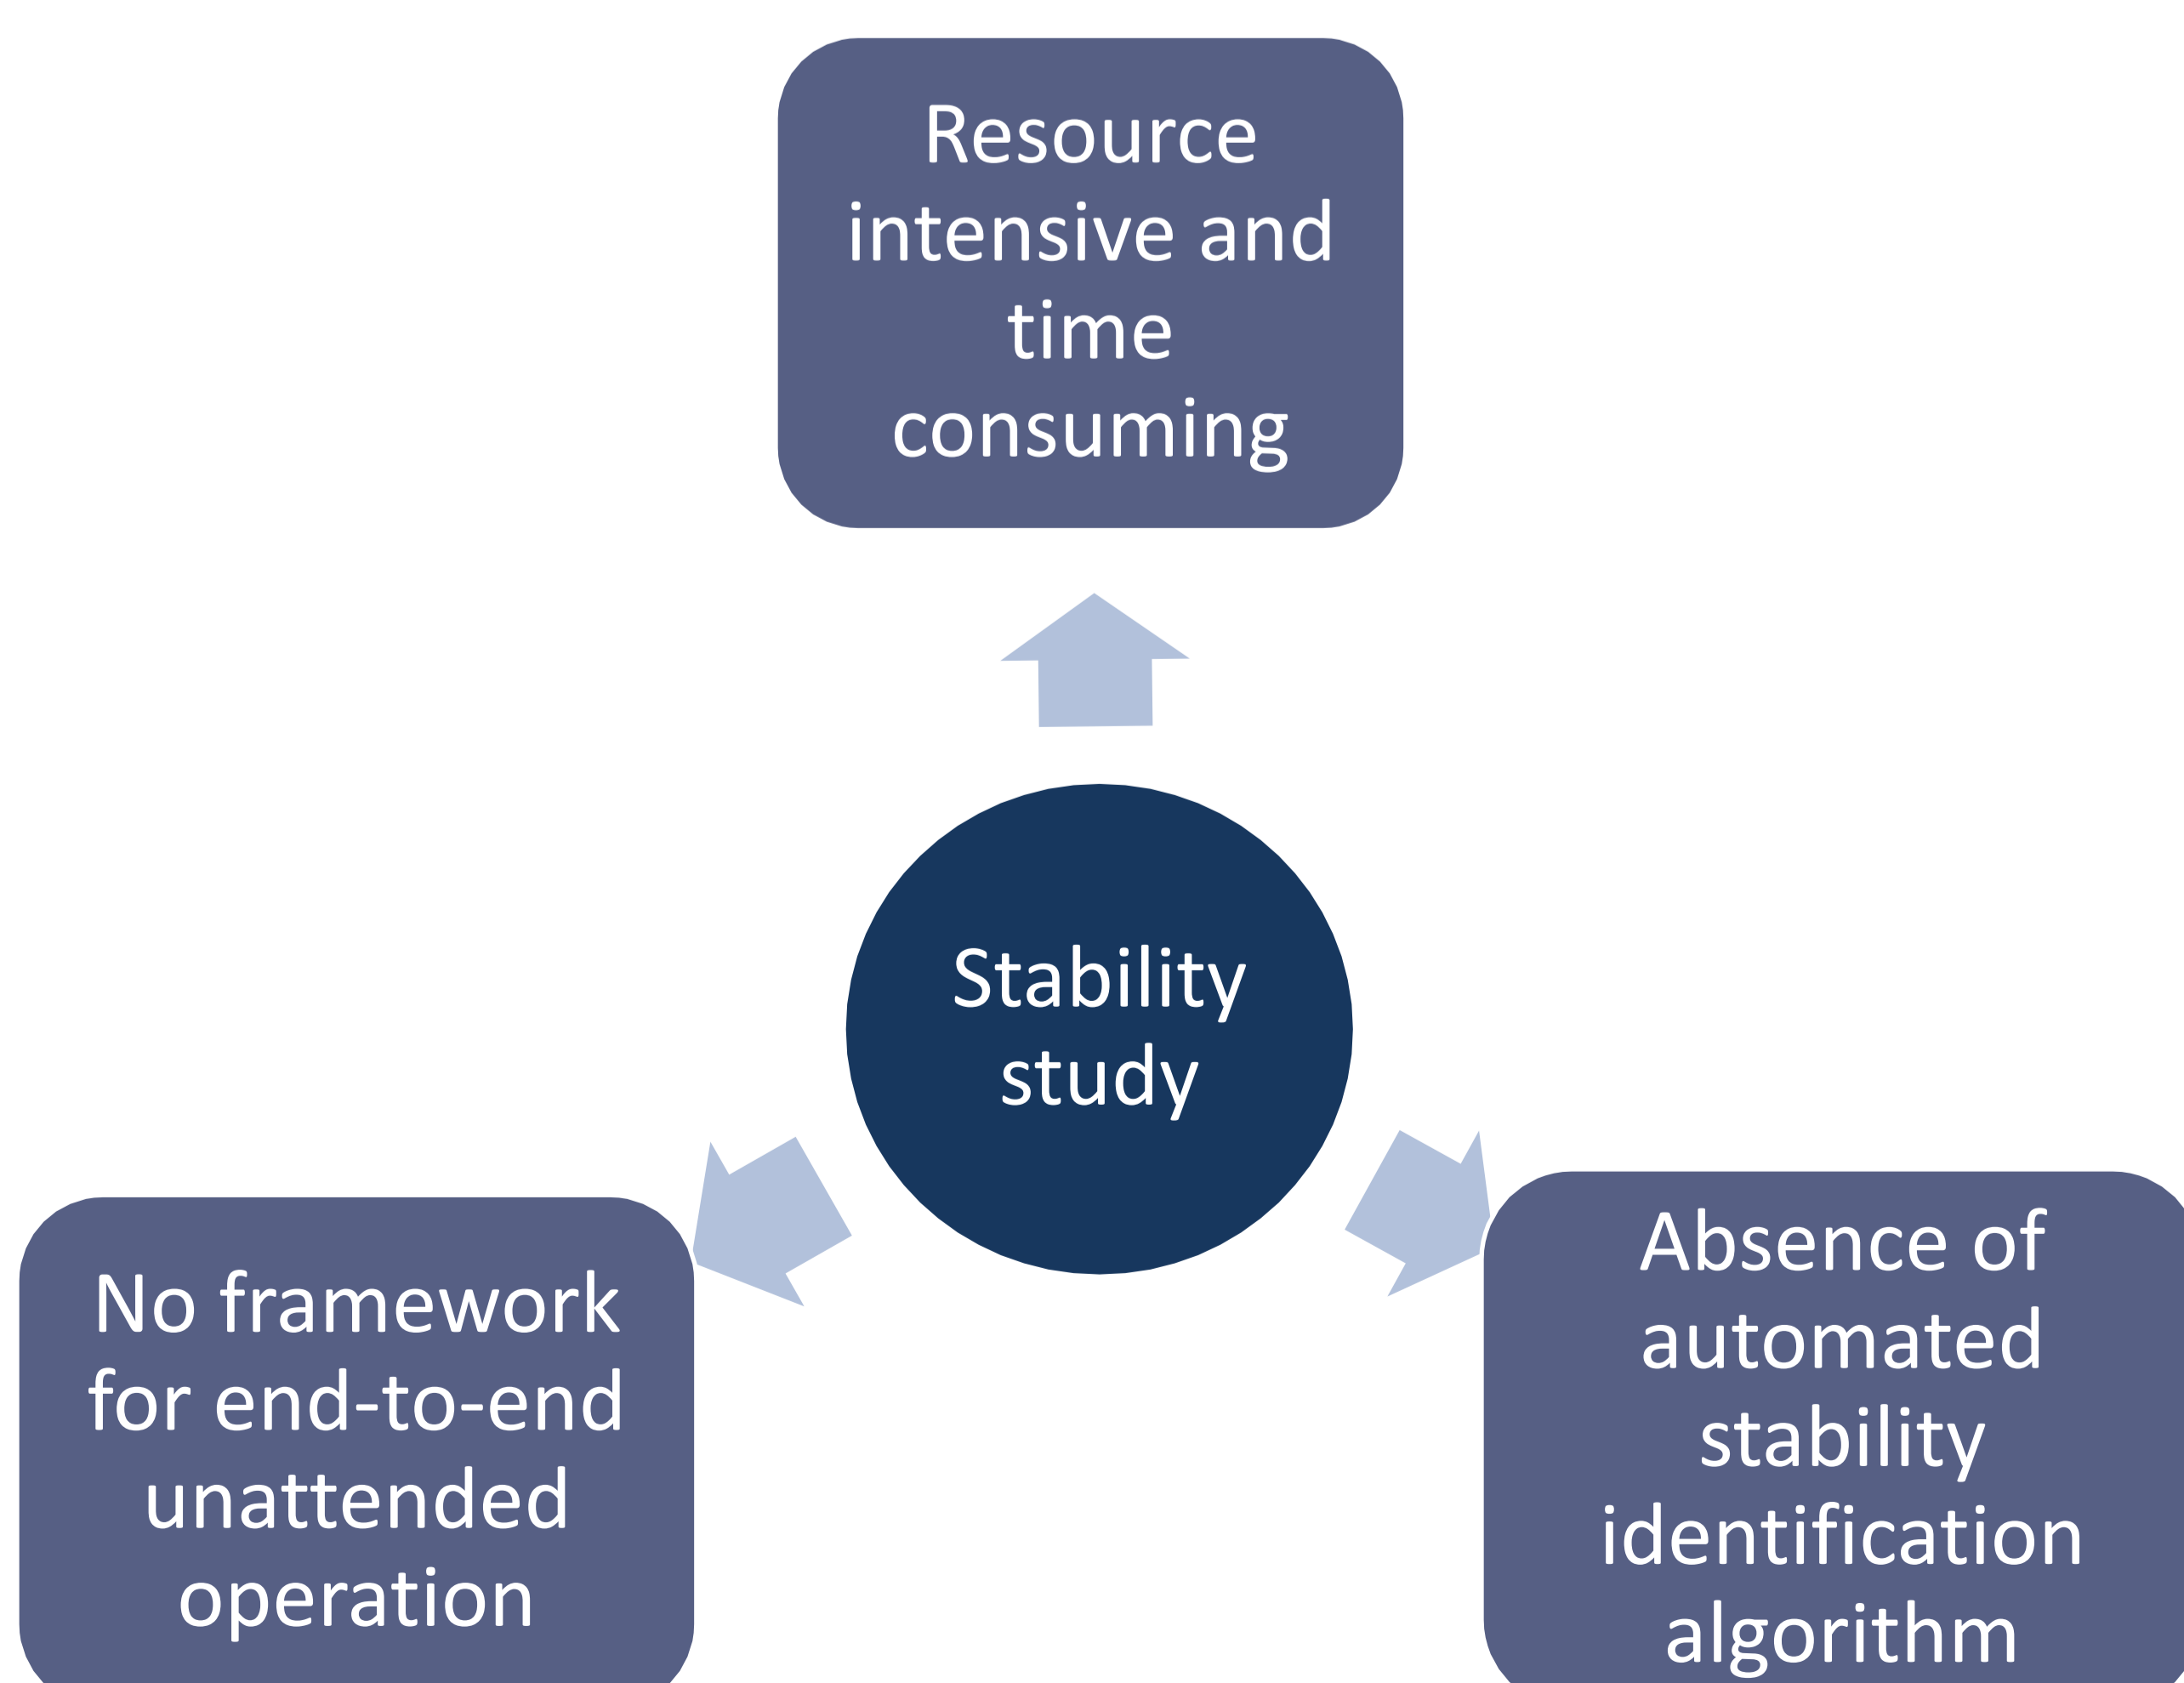 Resource
intensive and
time
consuming
Stability
study
No framework
for end-to-end
unattended
operation
Absence of
automated
stability
identification
algorithm